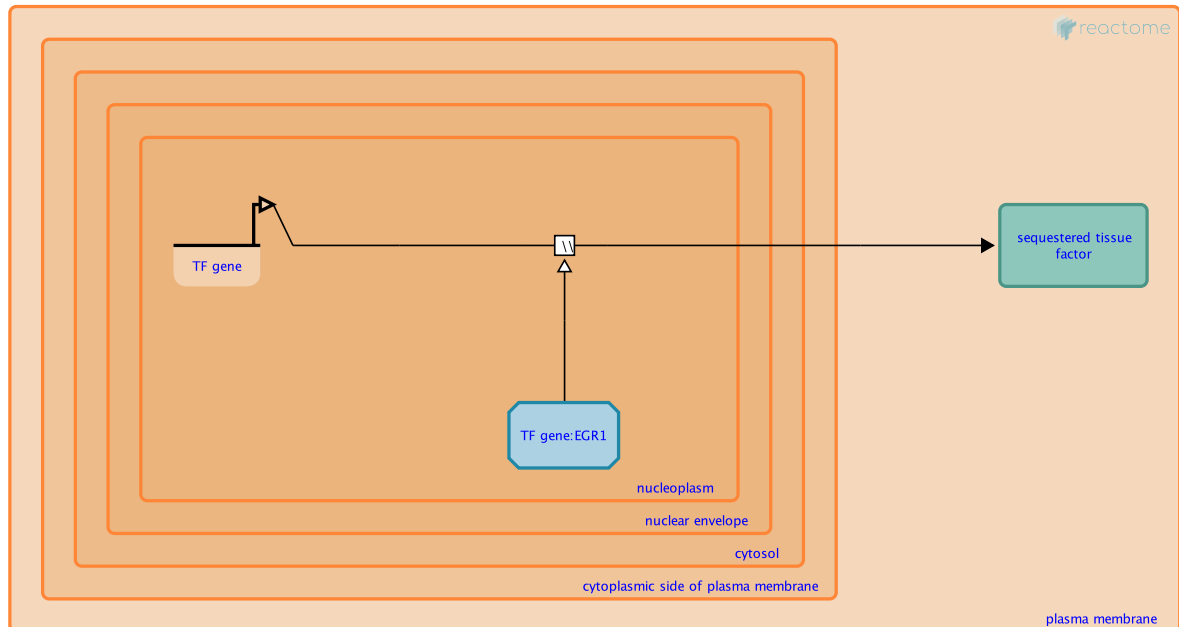 reactome
TF gene
\\
sequestered tissue
factor
TF gene:EGR1
nucleoplasm
nuclear envelope
cytosol
cytoplasmic side of plasma membrane
plasma membrane